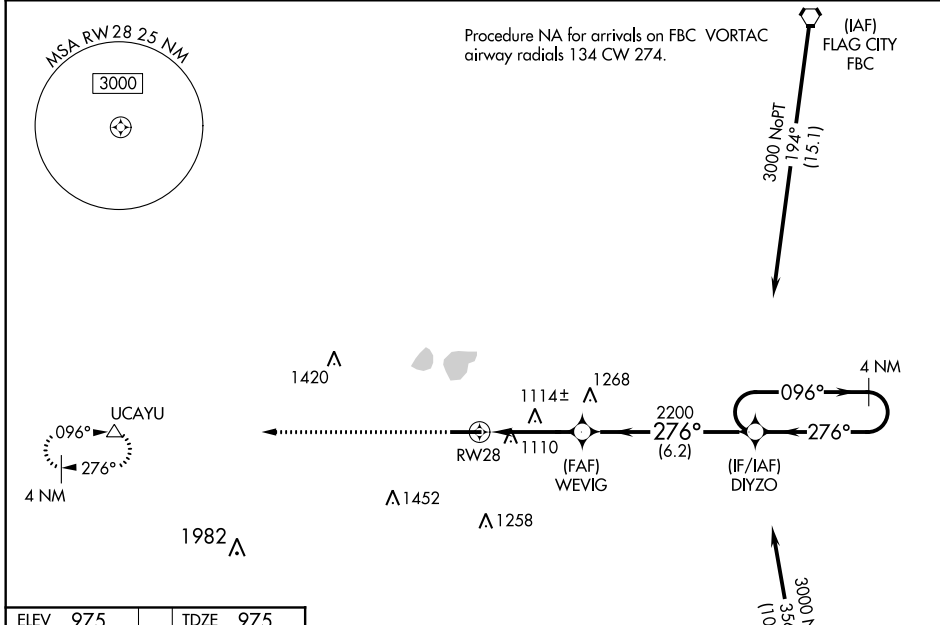 MSA RW28 25 NM
3000
Procedure NA for arrivals on FBC VORTAC
airway radials 134 CW 274.
(IAF)
FLAG CITY
FBC
3000 NoPT
194°
(15.1)
1420
1114±
1268
4 NM
096°
2200
276°
(6.2)
276°
UCAYU
096°
276°
4 NM
RW28
1110
(FAF)
WEVIG
(IF/IAF)
DIYZO
1452
1258
1982
3000
ELEV 975
TDZE 975